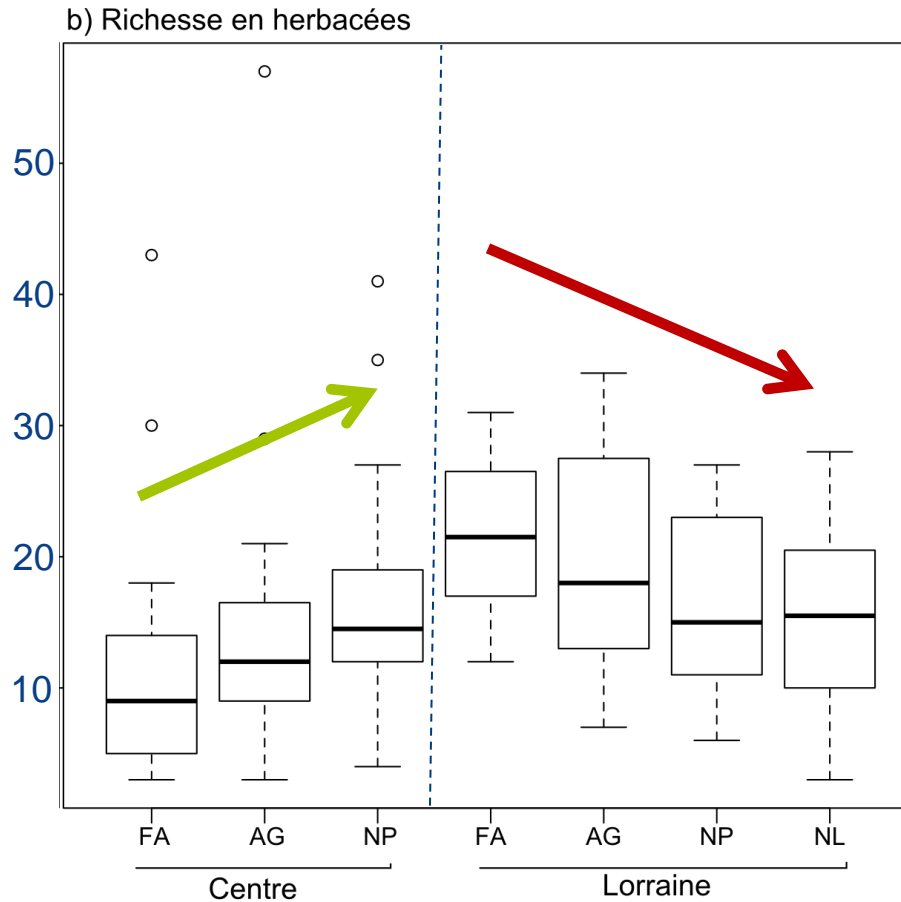 b) Richesse en herbacées
50
40
30
20
10
FA AG NP FA AG NP NL
Centre Lorraine